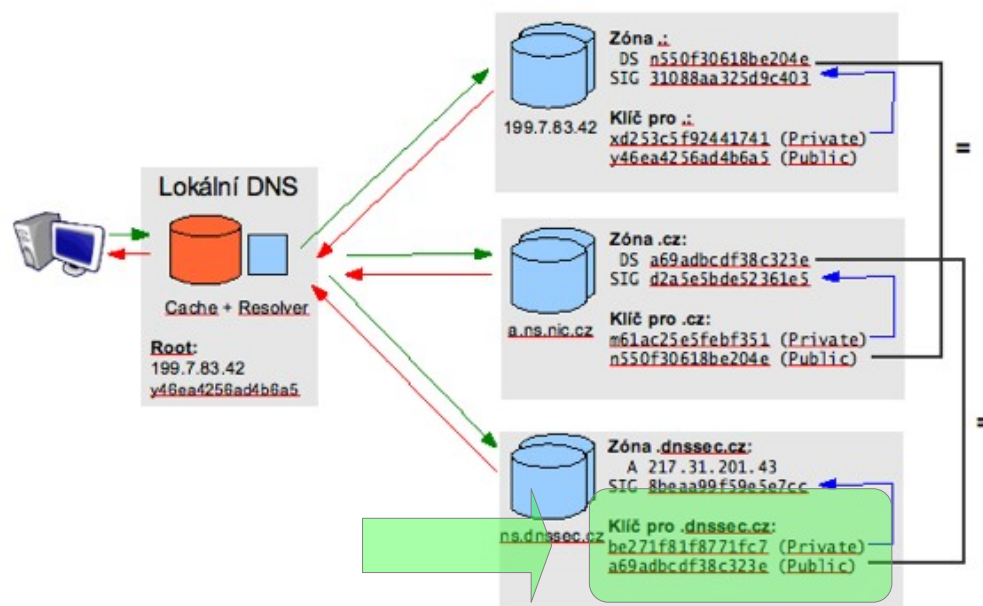 Lokální DNS
Cache + Resolver
Root:
199.7.83.42
y46ea4256ad4b6a5
199.7.83.42
Zóna .:
DS n550f30618be204e
SIG 31088aa325d9c403
Klíč pro .:
xd253c5f92441741 (Private)
y46ea4256ad4b6a5 (Public)
=
a.ns.nic.cz
Zóna .cz:
DS a69adbcdf38c323e
SIG d2a5e5bde52361e5
Klíč pro .cz:
m61ac25e5febf351 (Private)
n550f30618be204e (Public)
=
ns.dnssec.cz
Zóna .dnssec.cz:
A 217.31.201.43
SIG 8beaa99f59e5e7cc
Klíč pro .dnssec.cz:
be271f81f8771fc7 (Private)
a69adbcdf38c323e (Public)